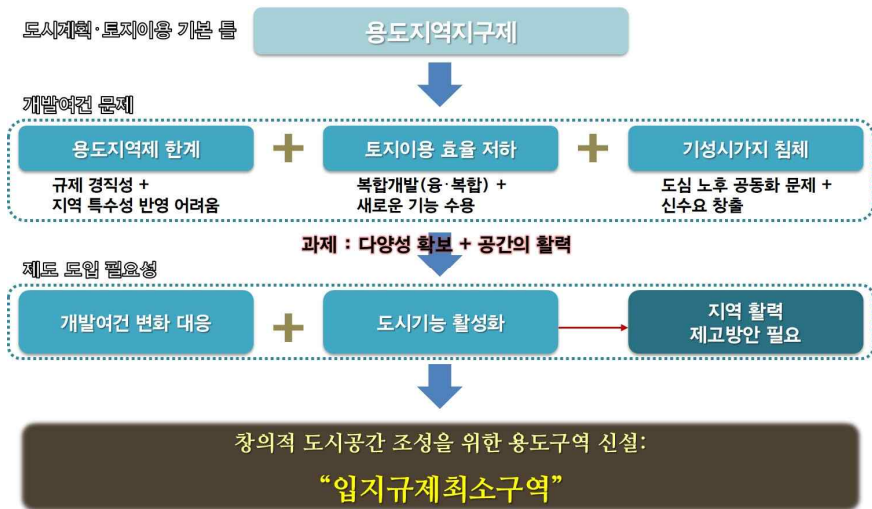 도시계획·토지이용 기본 틀
용도지역지구제
개발여건 문제
용도지역제 한계
+
토지이용 효율 저하
+
기성시가지 침체
규제 경직성 +
지역 특수성 반영 어려움
복합개발(융·복합) +
새로운 기능 수용
도심 노후 공동화 문제 +
신수요 창출
과제 : 다양성 확보 + 공간의 활력
제도 도입 필요성
개발여건 변화 대응
+
도시기능 활성화
지역 활력
제고방안 필요
창의적 도시공간 조성을 위한 용도구역 신설:
“입지규제최소구역”